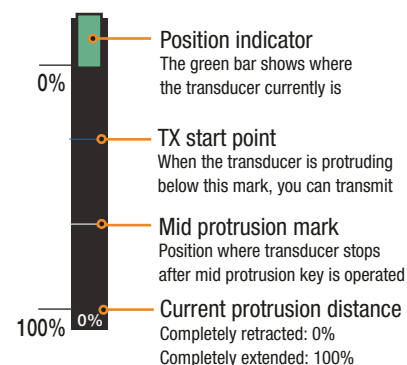 Position indicator
The green bar shows where
the transducer currently is
0%
TX start point
When the transducer is protruding
below this mark, you can transmit
Mid protrusion mark
Position where transducer stops
after mid protrusion key is operated
Current protrusion distance
100%
0%
Completely retracted: 0%
Completely extended: 100%